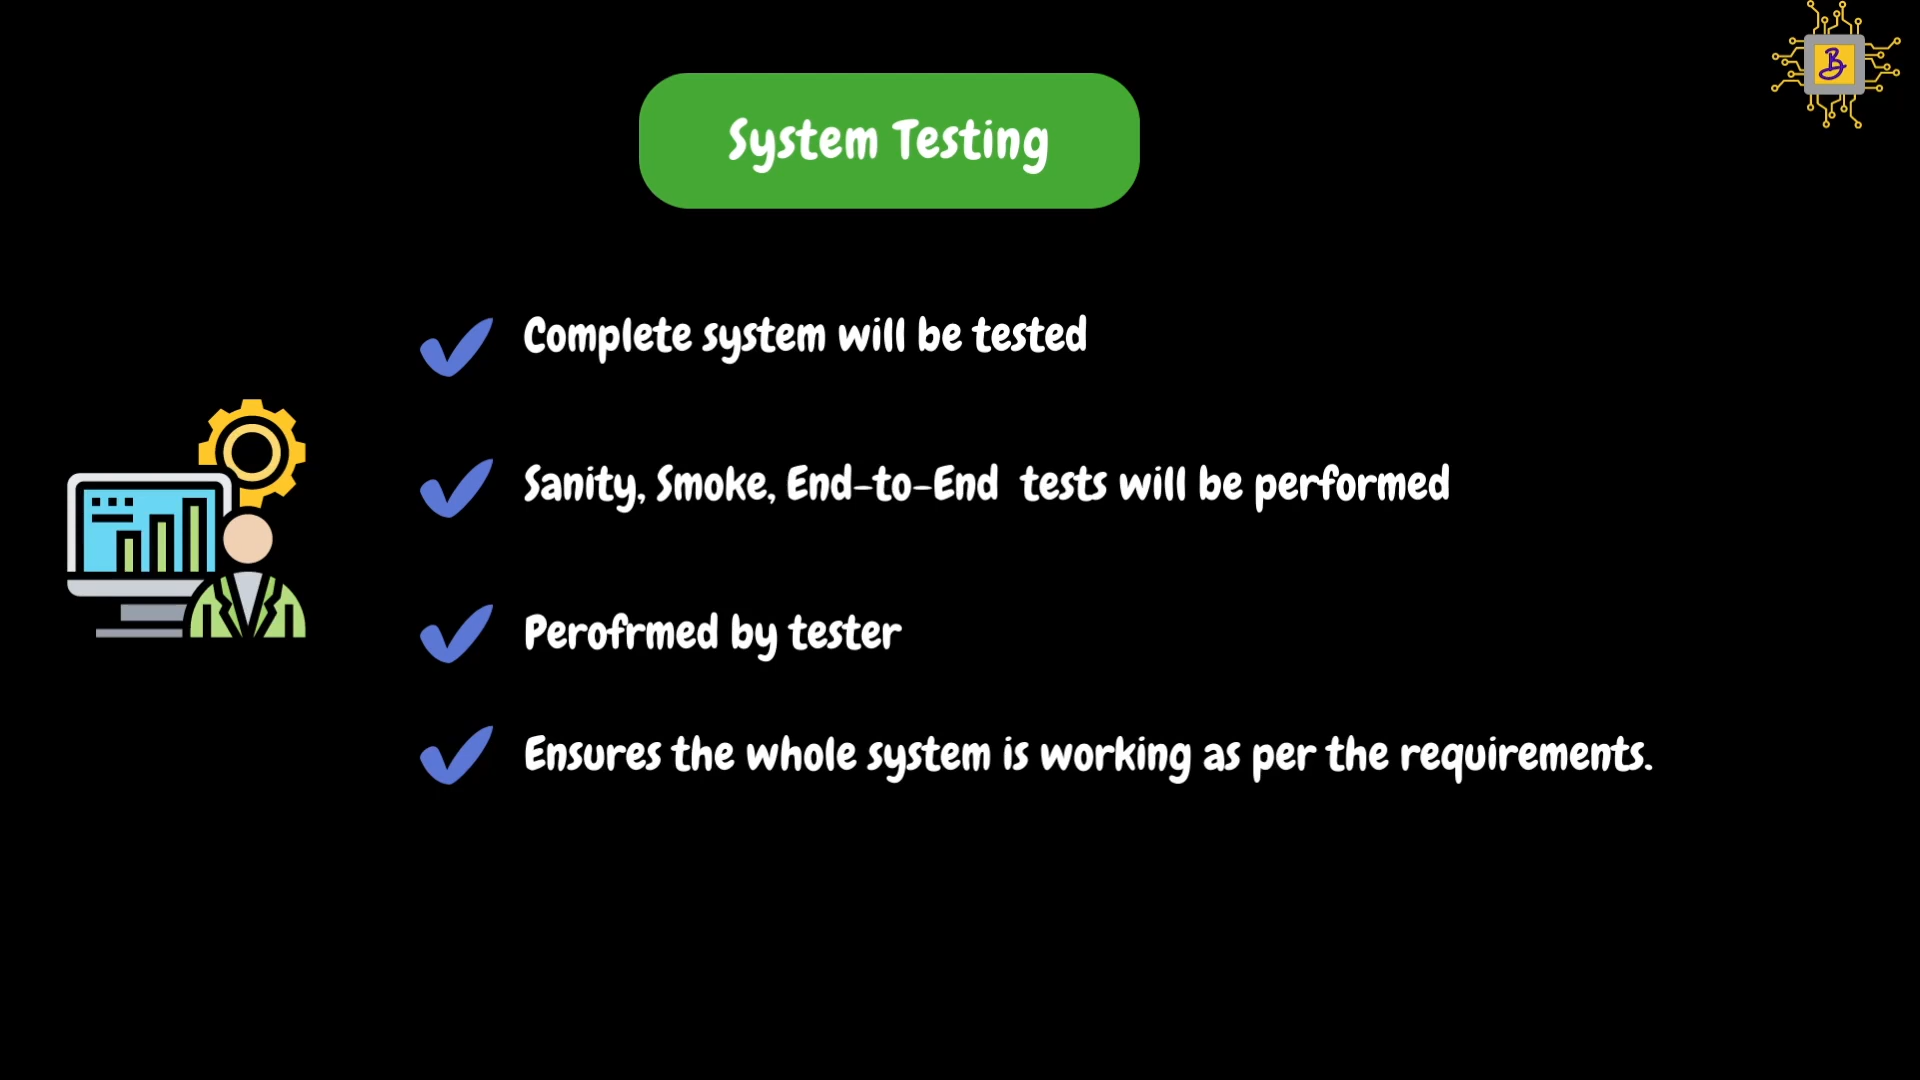 B
System Testing
Complete system will be tested
Sanity, Smoke, End-to-End tests will be performed
Perofrmed by tester
Ensures the whole system is working as per the requirements.